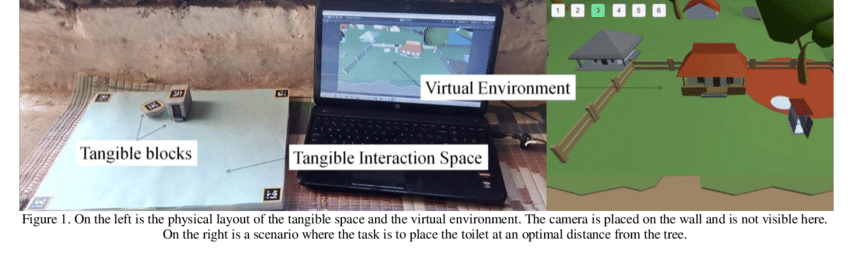 1 2 3 4 5 6
Virtual Environment
Tangible blocks
Tangible Interaction Space
Figure 1. On the left is the physical layout of the tangible space and the virtual environment. The camera is placed on the wall and is not visible here.
On the right is a scenario where the task is to place the toilet at an optimal distance from the tree.